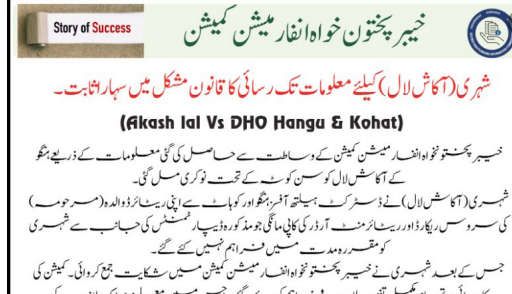 Story of Success
خیبر پختون خواہ انفارمیشن کمیشن
شہری (آکاش لال) کیلئے معلومات تک رسائی کا قانون مشکل میں سہارا ثابت۔
(Akash lal Vs DHO Hangu & Kohat)
خیبر پختونخواہ انفارمیشن کمیشن کے وساطت سے حاصل کی گئی معلومات کے ذریعے ہنگو
کے آکاش لال کو سن کوٹہ کے تحت نوکری مل گئی۔
شہری (آکاش لال) نے ڈسٹرکٹ ہیلتھ آفسز ہنگو اور کوہاٹ سے اپنی ریٹائرڈ والدہ (مرحومہ)
کی سروس ریکارڈ اور ریٹائرمنٹ آرڈر کی کاپی مانگی جو مذکورہ ڈیپارٹمنٹس کی جانب سے شہری
کو مقررہ مدت میں فراہم نہیں کئے گئے۔
جس کے بعد شہری نے خیبر پختونخواہ انفارمیشن کمیشن میں شکایت جمع کروائی۔ کمیشن کی